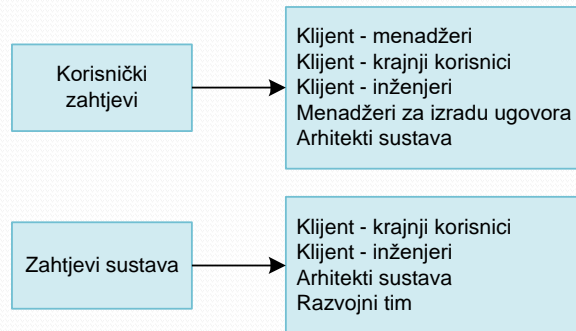 Korisnički
zahtjevi
Klijent - menadžeri
Klijent - krajnji korisnici
Klijent - inženjeri
Menadžeri za izradu ugovora
Arhitekti sustava
Zahtjevi sustava
Klijent - krajnji korisnici
Klijent - inženjeri
Arhitekti sustava
Razvojni tim